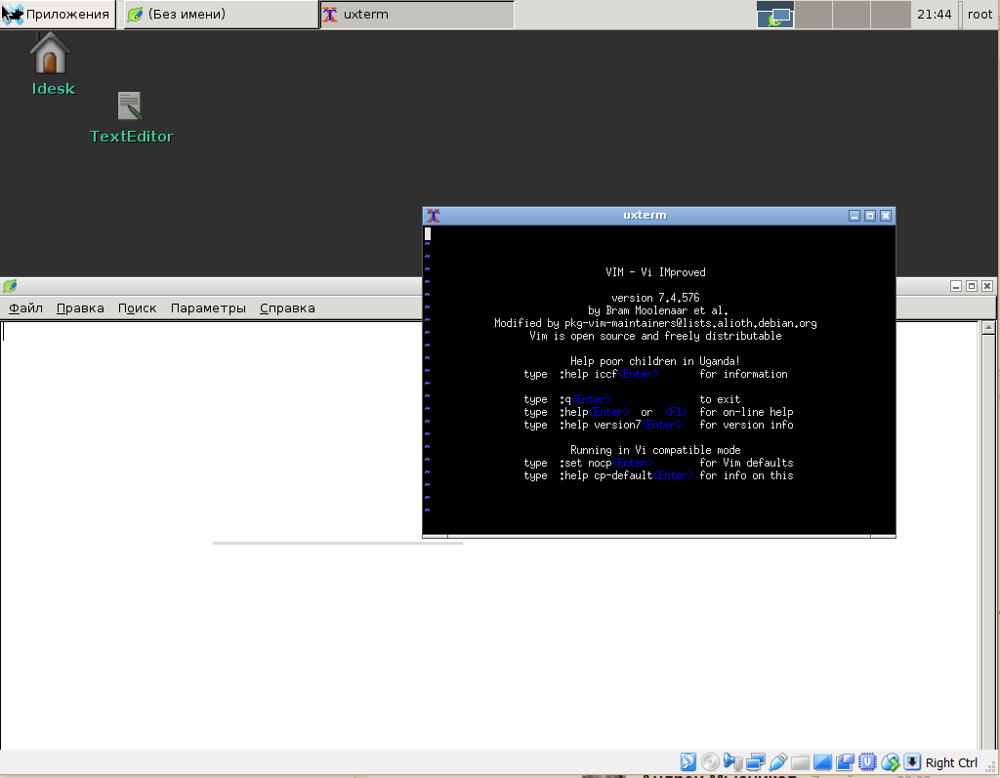 Приложения (Без имени) uxterm 21:44 root
Idesk
TextEditor
uxterm
Файл Правка Поиск Параметры Справка
~
~
~
VIM - Vi IMproved
~
~ version 7.4.576
~ by Bram Moolenaar et al.
~ Modified by pkg-vim-maintainers@lists.alioth.debian.org
~ Vim is open source and freely distributable
~
~ Help poor children in Uganda!
~ type :help iccf<Enter> for information
~
~ type :q<Enter> to exit
~ type :help<Enter> or <F1> for on-line help
~ type :help version7<Enter> for version info
~
~ Running in Vi compatible mode
~ type :set nocp<Enter> for Vim defaults
~ type :help cp-default<Enter> for info on this
~
~
Right Ctrl